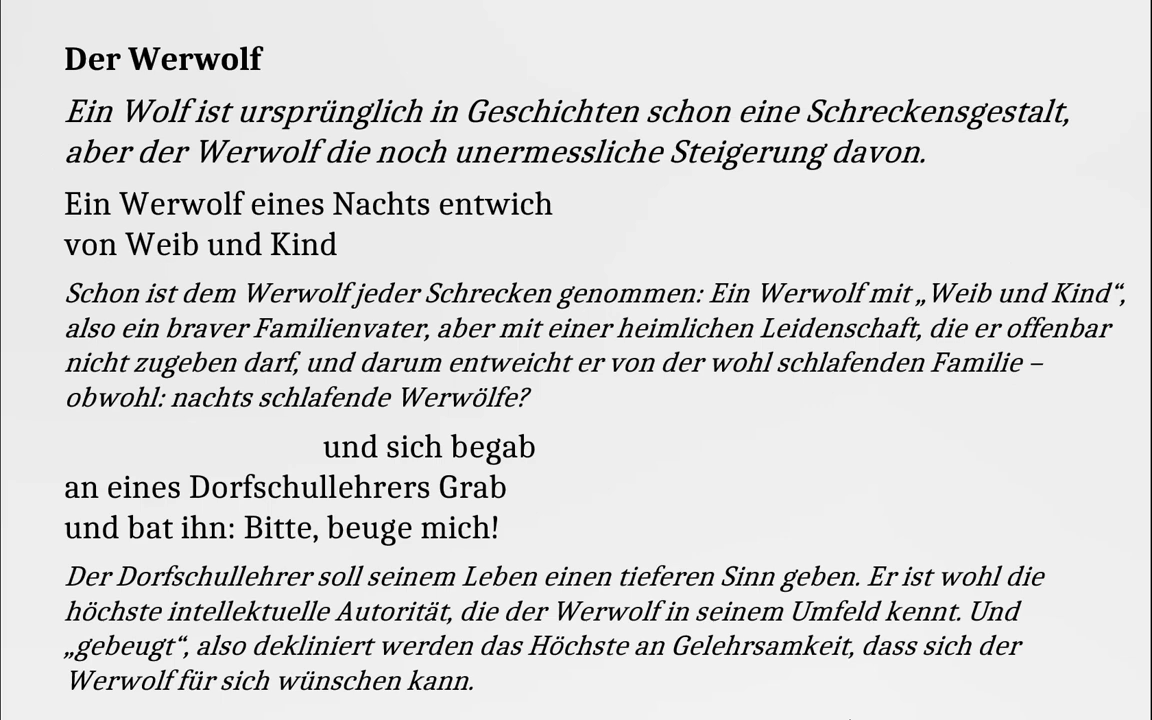 Der Werwolf
Ein Wolf ist ursprünglich in Geschichten schon eine Schreckensgestalt,
aber der Werwolf die noch unermessliche Steigerung davon.
Ein Werwolf eines Nachts entwich
von Weib und Kind
Schon ist dem Werwolf jeder Schrecken genommen: Ein Werwolf mit „Weib und Kind“,
also ein braver Familienvater, aber mit einer heimlichen Leidenschaft, die er offenbar
nicht zugeben darf, und darum entweicht er von der wohl schlafenden Familie –
obwohl: nachts schlafende Werwölfe?
und sich begab
an eines Dorfschullehrers Grab
und bat ihn: Bitte, beuge mich!
Der Dorfschullehrer soll seinem Leben einen tieferen Sinn geben. Er ist wohl die
höchste intellektuelle Autorität, die der Werwolf in seinem Umfeld kennt. Und
„gebeugt“, also dekliniert werden das Höchste an Gelehrsamkeit, dass sich der
Werwolf für sich wünschen kann.